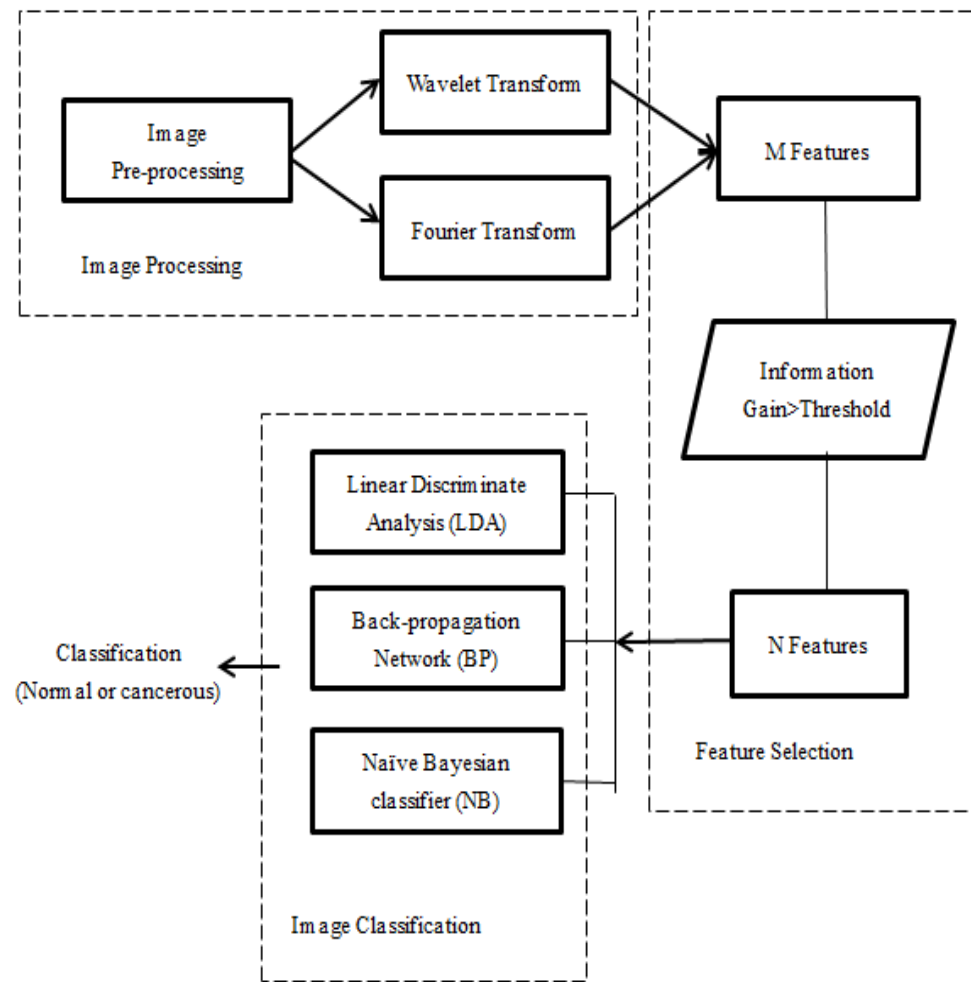 Image
Pre-processing
Wavelet Transform
Fourier Transform
Image Processing
M Features
Information
Gain>Threshold
N Features
Feature Selection
Linear Discriminate
Analysis (LDA)
Back-propagation
Network (BP)
Naïve Bayesian
classifier (NB)
Image Classification
Classification
(Normal or cancerous)